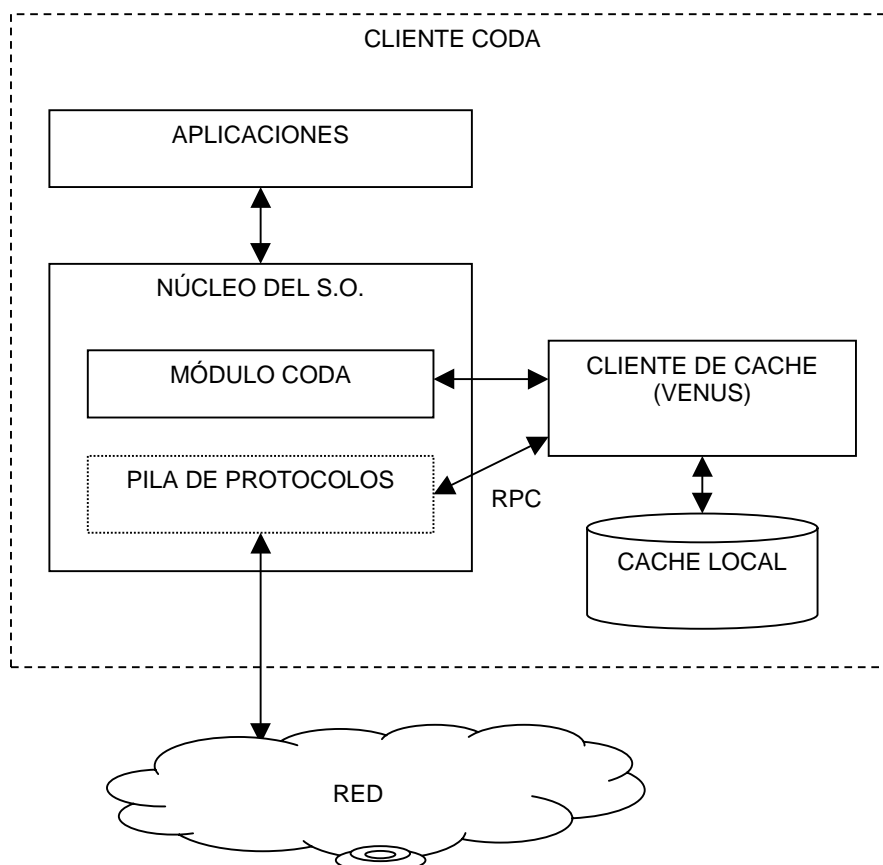 CLIENTE CODA
APLICACIONES
NÚCLEO DEL S.O.
MÓDULO CODA
CLIENTE DE CACHE
(VENUS)
PILA DE PROTOCOLOS
RPC
CACHE LOCAL
RED